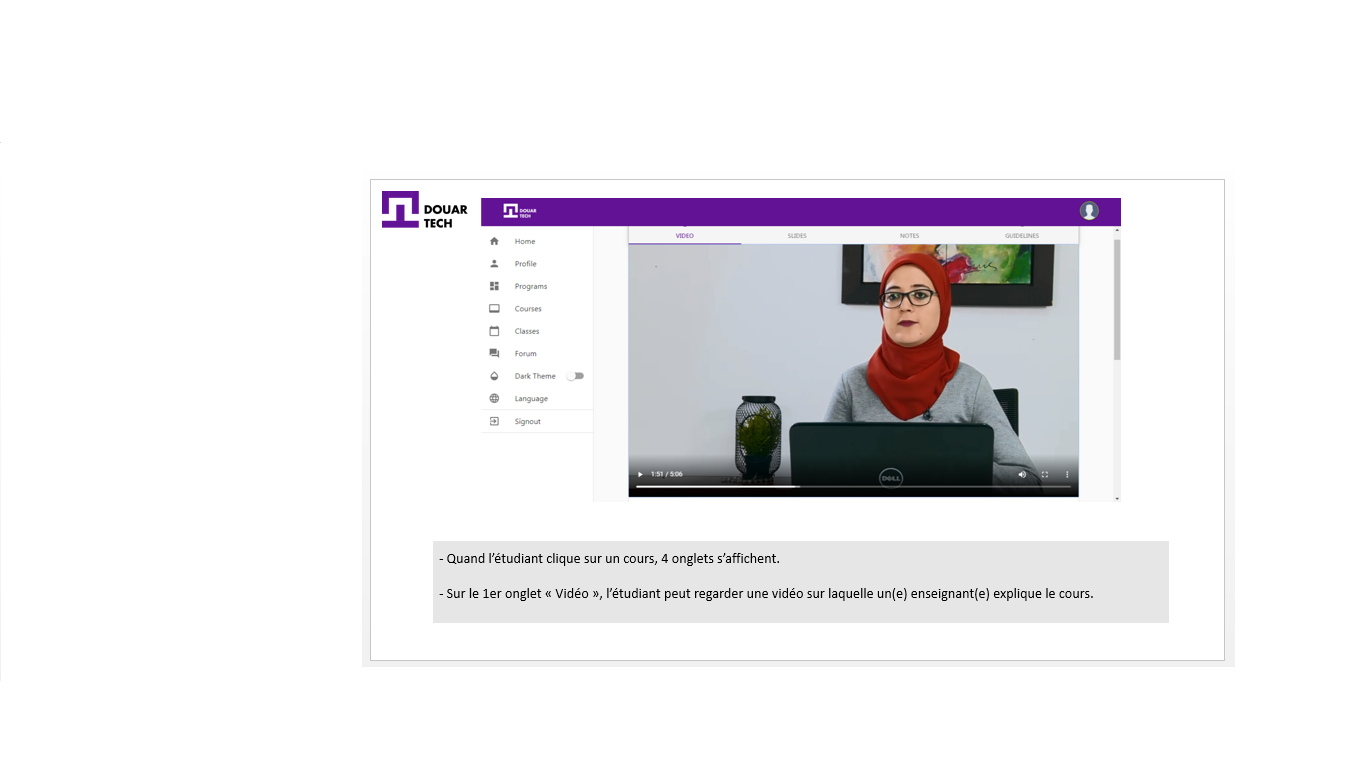 DOUAR
TECH
DOUAR
TECH
VIDEO
SLIDES
NOTES
GUIDELINES
Home
Profile
Programs
Courses
Classes
Forum
Dark Theme
Language
Signout
1:51 / 5:06
DELL
- Quand l’étudiant clique sur un cours, 4 onglets s’affichent.
- Sur le 1er onglet « Vidéo », l’étudiant peut regarder une vidéo sur laquelle un(e) enseignant(e) explique le cours.